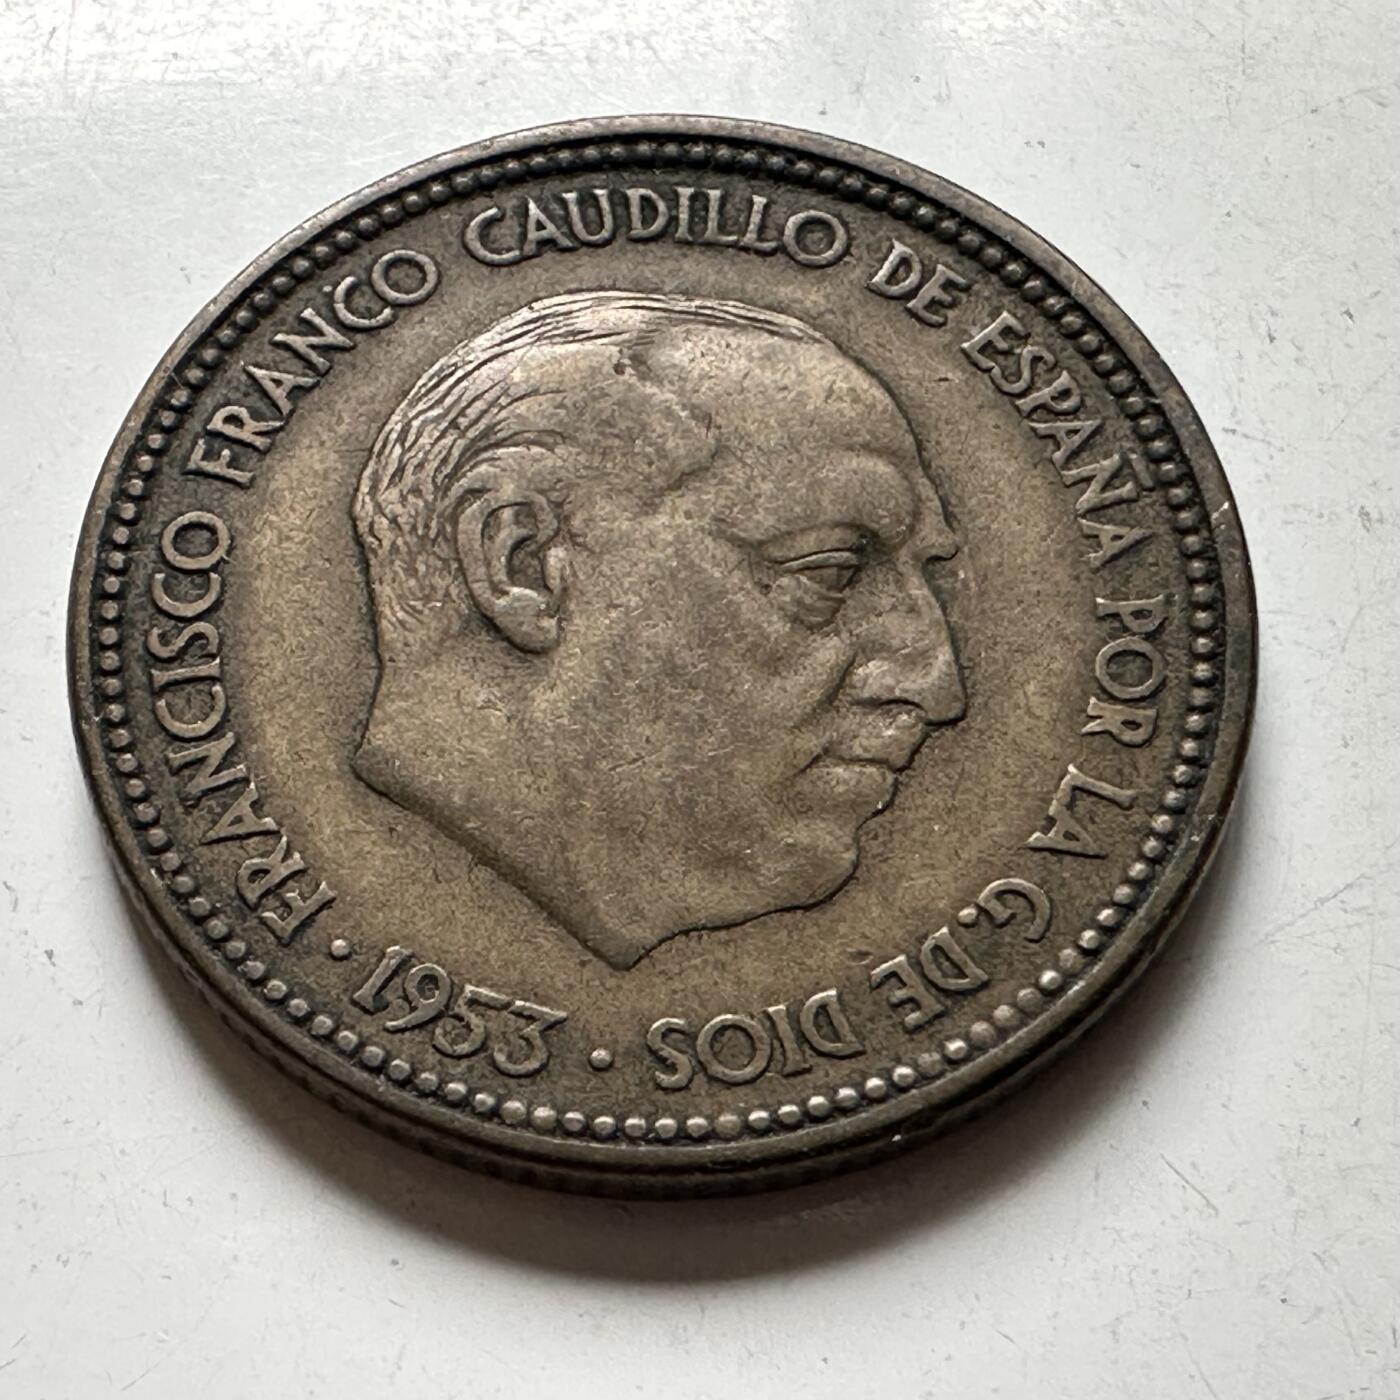 FRANCISCO FRANCO CAUDILLO DE ESPAÑA POR LA G. DE DIOS
· 1953 ·